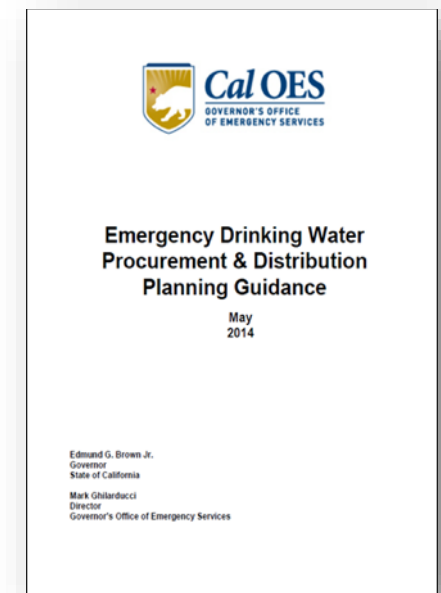 Cal OES
GOVERNOR'S OFFICE
OF EMERGENCY SERVICES
Emergency Drinking Water
Procurement & Distribution
Planning Guidance
May
2014
Edmund G. Brown Jr.
Governor
State of California
Mark Ghilarducci
Director
Governor's Office of Emergency Services